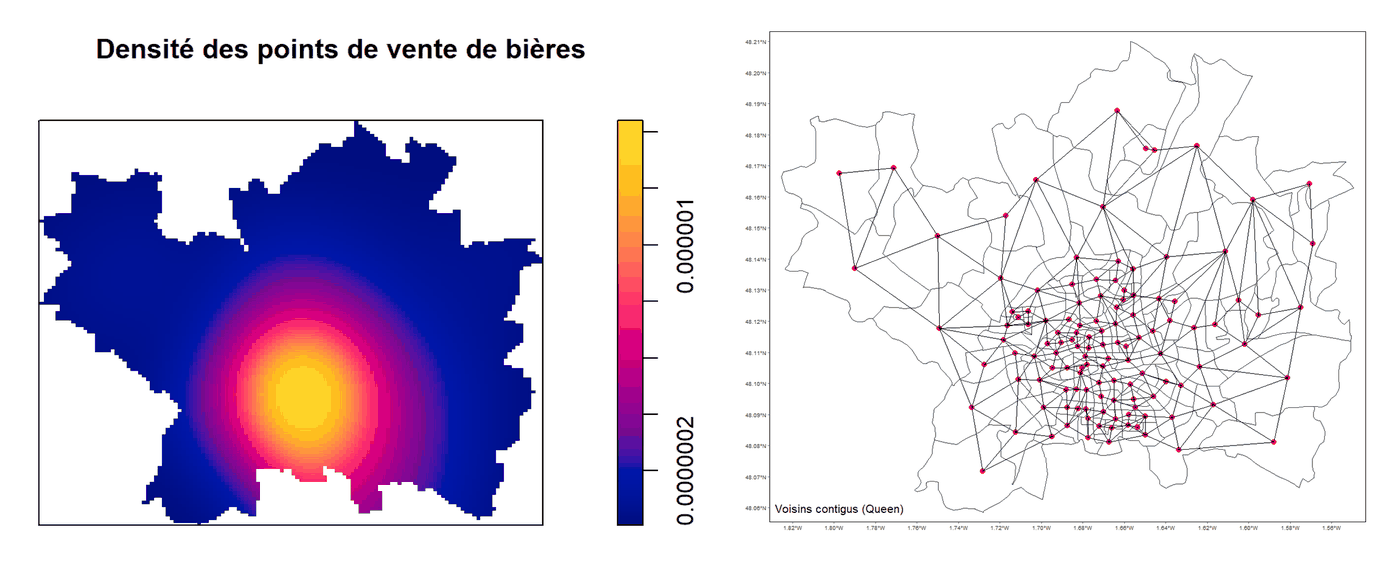 Densité des points de vente de bières
0.000001
0.0000002
48.21°N
48.20°N
48.19°N
48.18°N
48.17°N
48.16°N
48.15°N
48.14°N
48.13°N
48.12°N
48.11°N
48.10°N
48.09°N
48.08°N
48.07°N
48.06°N
Voisins contigus (Queen)
1.82°W 1.80°W 1.78°W 1.76°W 1.74°W 1.72°W 1.70°W 1.68°W 1.66°W 1.64°W 1.62°W 1.60°W 1.58°W 1.56°W